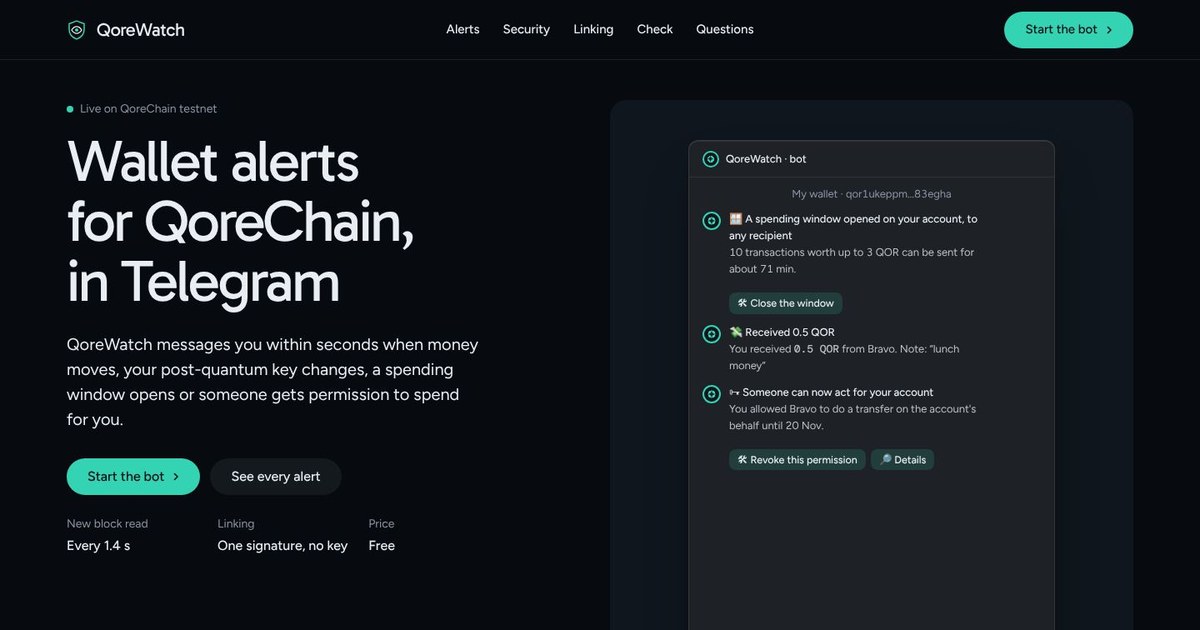 QoreWatch
Alerts
Security
Linking
Check
Questions
Start the bot
Live on QoreChain testnet
Wallet alerts
for QoreChain,
in Telegram
QoreWatch messages you within seconds when money
moves, your post-quantum key changes, a spending
window opens or someone gets permission to spend
for you.
Start the bot
See every alert
New block read
Every 1.4 s
Linking
One signature, no key
Price
Free
QoreWatch · bot
My wallet · qor1ukeppm…83egha
🪟 A spending window opened on your account, to
any recipient
10 transactions worth up to 3 QOR can be sent for
about 71 min.
🛠 Close the window
💸 Received 0.5 QOR
You received 0.5 QOR from Bravo. Note: “lunch
money”
🗝 Someone can now act for your account
You allowed Bravo to do a transfer on the account's
behalf until 20 Nov.
🛠 Revoke this permission
🔎 Details